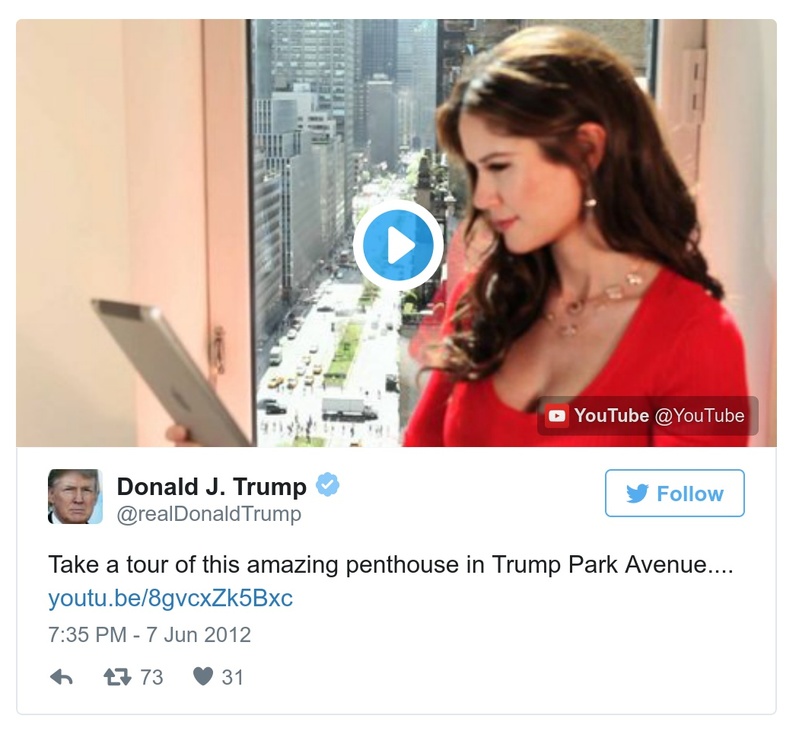 YouTube @YouTube
Donald J. Trump
@realDonaldTrump
Follow
Take a tour of this amazing penthouse in Trump Park Avenue....
youtu.be/8gvcxZk5Bxc
7:35 PM - 7 Jun 2012
73 31